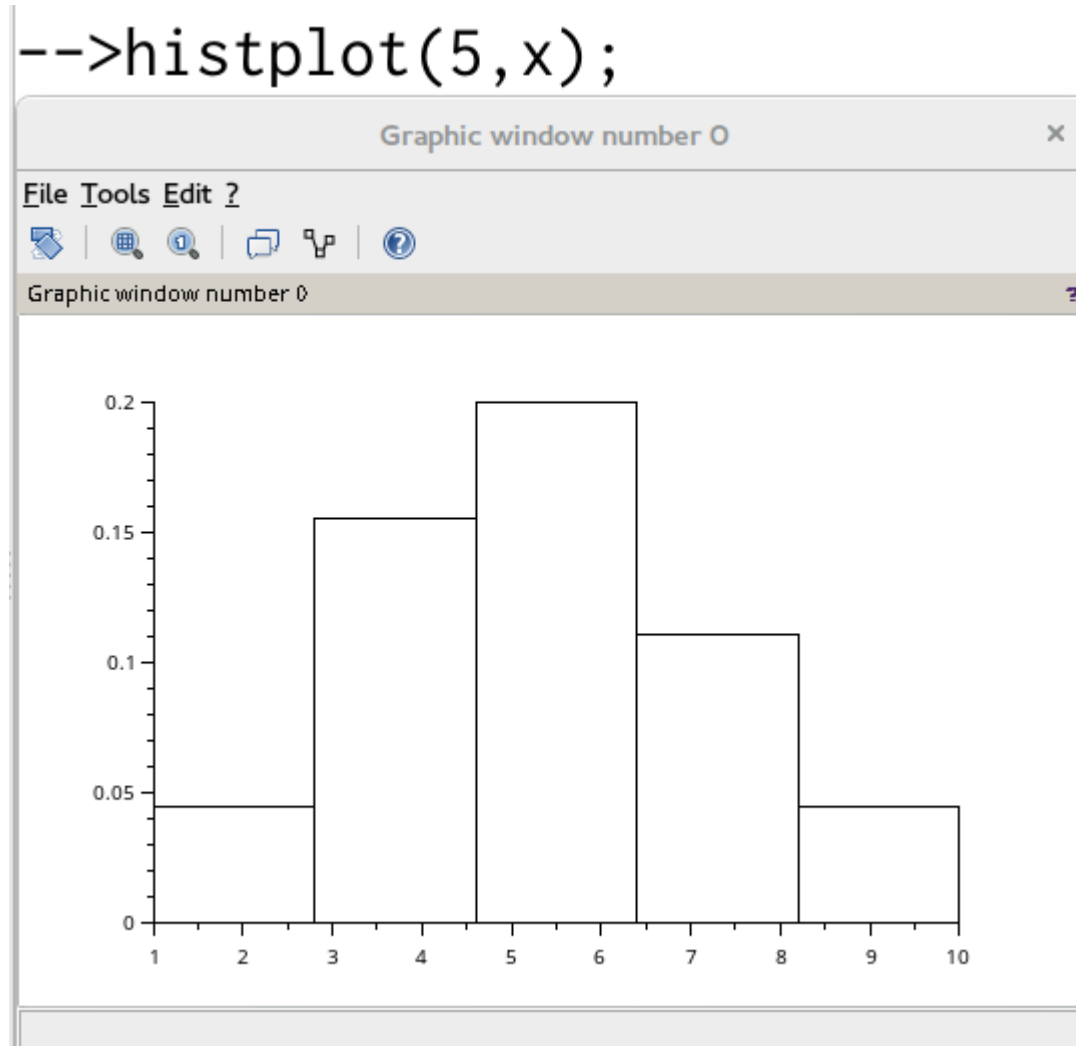 -->histplot(5,x);
Graphic window number 0
×
File Tools Edit ?
Graphic window number 0 ?
0.2
0.15
0.1
0.05
0
1 2 3 4 5 6 7 8 9 10